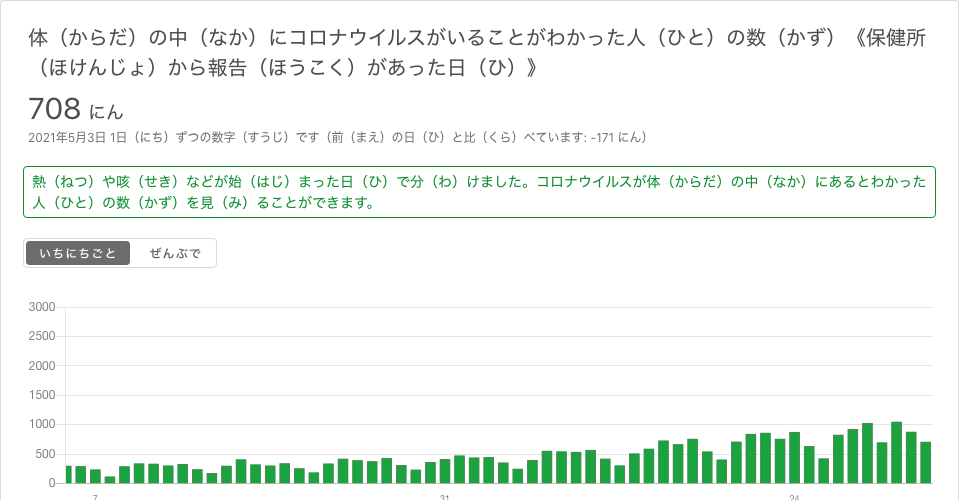 体（からだ）の中（なか）にコロナウイルスがいることがわかった人（ひと）の数（かず）《保健所
（ほけんじょ）から報告（ほうこく）があった日（ひ）》
708 にん
2021年5月3日 1日（にち）ずつの数字（すうじ）です（前（まえ）の日（ひ）と比（くら）べています: -171 にん）
熱（ねつ）や咳（せき）などが始（はじ）まった日（ひ）で分（わ）けました。コロナウイルスが体（からだ）の中（なか）にあるとわかった
人（ひと）の数（かず）を見（み）ることができます。
いちにちごと ぜんぶで
3000
2500
2000
1500
1000
500
0
7 31 24